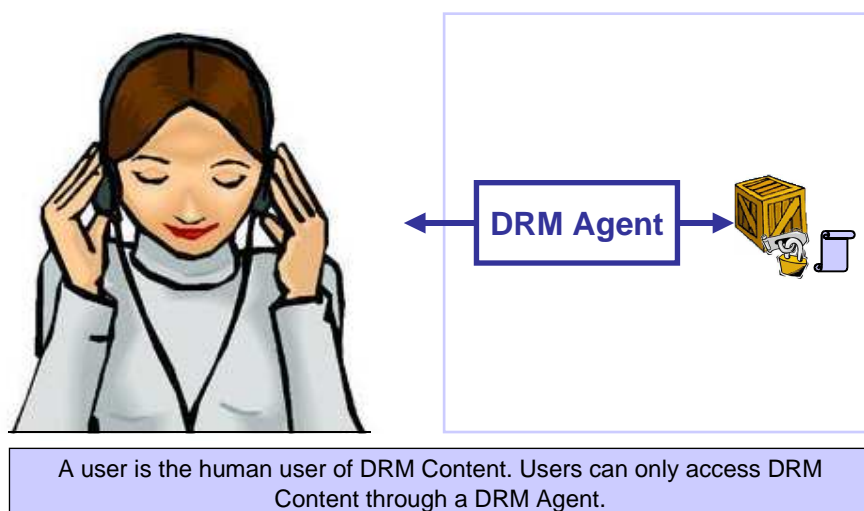 DRM Agent
A user is the human user of DRM Content. Users can only access DRM
Content through a DRM Agent.